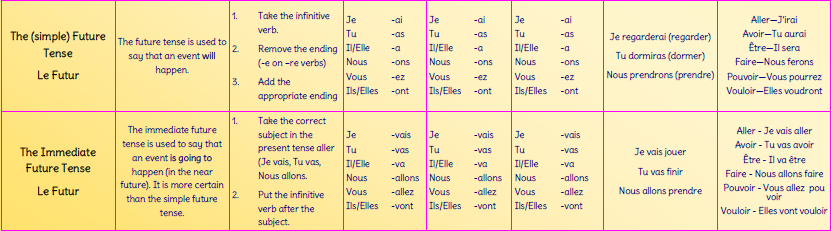 The (simple) Future
Tense
Le Futur
The future tense is used to
say that an event will
happen.
1. Take the infinitive
verb.
2. Remove the ending
(-e on –re verbs)
3. Add the
appropriate ending
Je -ai
Tu -as
Il/Elle -a
Nous -ons
Vous -ez
Ils/Elles -ont
Je -ai
Tu -as
Il/Elle -a
Nous -ons
Vous -ez
Ils/Elles -ont
Je -ai
Tu -as
Il/Elle -a
Nous -ons
Vous -ez
Ils/Elles -ont
Je regarderai (regarder)
Tu dormiras (dormer)
Nous prendrons (prendre)
Aller—J'irai
Avoir—Tu aurai
Être—Il sera
Faire—Nous ferons
Pouvoir—Vous pourrez
Vouloir—Elles voudront
The Immediate
Future Tense
Le Futur
The immediate future
tense is used to say that
an event is going to
happen (in the near
future). It is more certain
than the simple future
tense.
1. Take the correct
subject in the
present tense aller
(Je vais, Tu vas,
Nous allons.
2. Put the infinitive
verb after the
subject.
Je -vais
Tu -vas
Il/Elle -va
Nous -allons
Vous -allez
Ils/Elles -vont
Je -vais
Tu -vas
Il/Elle -va
Nous -allons
Vous -allez
Ils/Elles -vont
Je -vais
Tu -vas
Il/Elle -va
Nous -allons
Vous -allez
Ils/Elles -vont
Je vais jouer
Tu vas finir
Nous allons prendre
Aller - Je vais aller
Avoir - Tu vas avoir
Être - Il va être
Faire - Nous allons faire
Pouvoir - Vous allez pou
voir
Vouloir - Elles vont vouloir